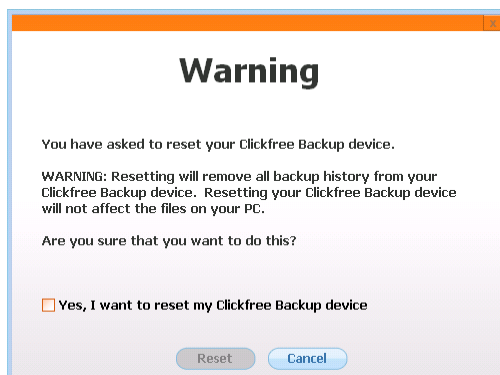 x
Warning
You have asked to reset your Clickfree Backup device.
WARNING: Resetting will remove all backup history from your
Clickfree Backup device. Resetting your Clickfree Backup device
will not affect the files on your PC.
Are you sure that you want to do this?
Yes, I want to reset my Clickfree Backup device
Reset
Cancel